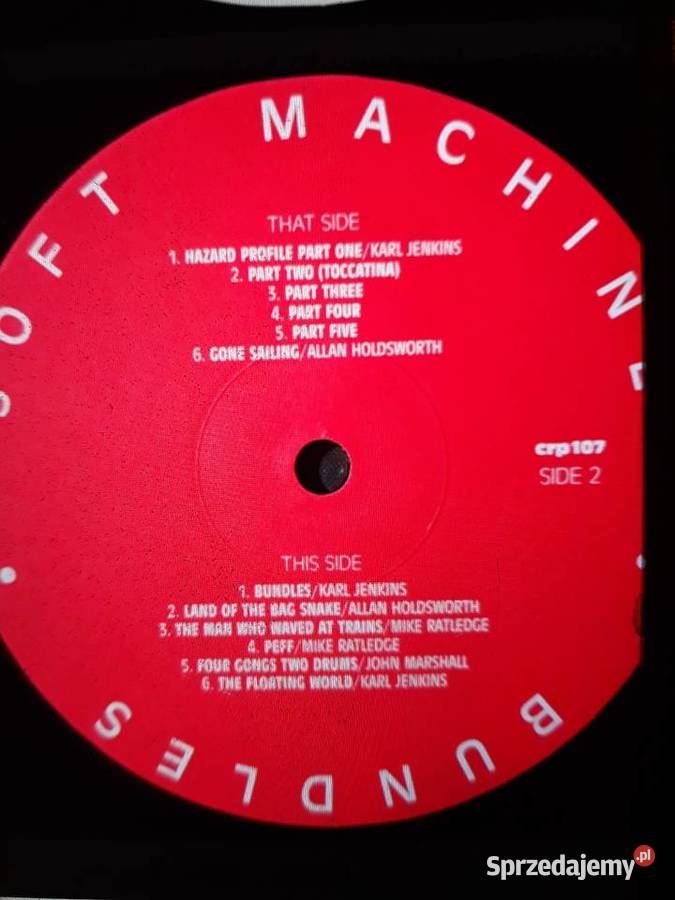 SOFT MACHINE
THAT SIDE
1. HAZARD PROFILE PART ONE/KARL JENKINS
2. PART TWO (TOCCATINA)
3. PART THREE
4. PART FOUR
5. PART FIVE
6. GONE SAILING/ALLAN HOLDSWORTH
crp107
SIDE 2
THIS SIDE
1. BUNDLES/KARL JENKINS
2. LAND OF THE BAG SNAKE/ALLAN HOLDSWORTH
3. THE MAN WHO WAVED AT TRAINS/MIKE RATLEDGE
4. PEFF/MIKE RATLEDGE
5. FOUR GONGS TWO DRUMS/JOHN MARSHALL
6. THE FLOATING WORLD/KARL JENKINS
BUNDLES
Sprzedajemy.pl